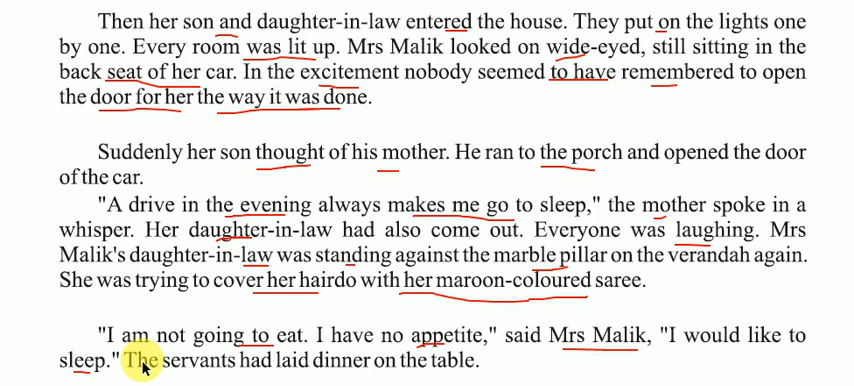 Then her son and daughter-in-law entered the house. They put on the lights one
by one. Every room was lit up. Mrs Malik looked on wide-eyed, still sitting in the
back seat of her car. In the excitement nobody seemed to have remembered to open
the door for her the way it was done.
Suddenly her son thought of his mother. He ran to the porch and opened the door
of the car.
"A drive in the evening always makes me go to sleep," the mother spoke in a
whisper. Her daughter-in-law had also come out. Everyone was laughing. Mrs
Malik's daughter-in-law was standing against the marble pillar on the verandah again.
She was trying to cover her hairdo with her maroon-coloured saree.
"I am not going to eat. I have no appetite," said Mrs Malik, "I would like to
sleep." The servants had laid dinner on the table.